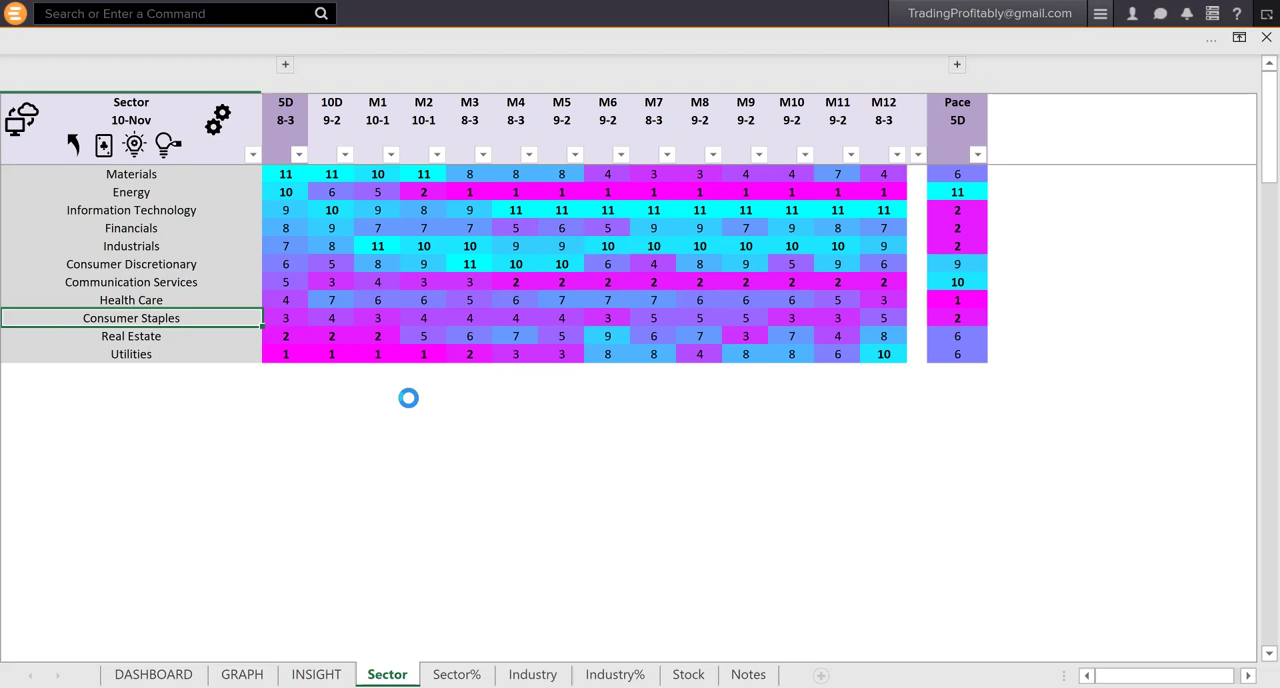 Search or Enter a Command
TradingProfitably@gmail.com
Sector 5D 10D M1 M2 M3 M4 M5 M6 M7 M8 M9 M10 M11 M12 Pace
10-Nov 8-3 9-2 10-1 10-1 9-2 9-2 9-2 9-2 8-3 9-2 9-2 9-2 9-2 8-3 5D
Materials 11 11 10 11 8 8 8 4 3 3 4 4 7 4 6
Energy 10 6 5 2 1 1 1 1 1 1 1 1 1 1 11
Information Technology 9 10 9 8 9 11 11 11 11 11 11 11 11 11 2
Financials 8 9 7 7 7 5 6 5 9 9 7 9 8 7 2
Industrials 7 8 11 10 10 9 9 10 10 10 10 10 10 9 2
Consumer Discretionary 6 5 8 9 11 10 10 6 4 8 9 5 9 6 9
Communication Services 5 3 4 3 3 2 2 2 2 2 2 2 2 2 10
Health Care 4 7 6 6 5 6 7 7 7 6 6 6 5 3 1
Consumer Staples 3 4 3 4 4 4 4 3 5 5 5 3 3 5 2
Real Estate 2 2 2 5 6 7 5 9 6 7 3 7 4 8 6
Utilities 1 1 1 1 2 3 3 8 8 4 8 8 6 10 6
DASHBOARD GRAPH INSIGHT Sector Sector% Industry Industry% Stock Notes